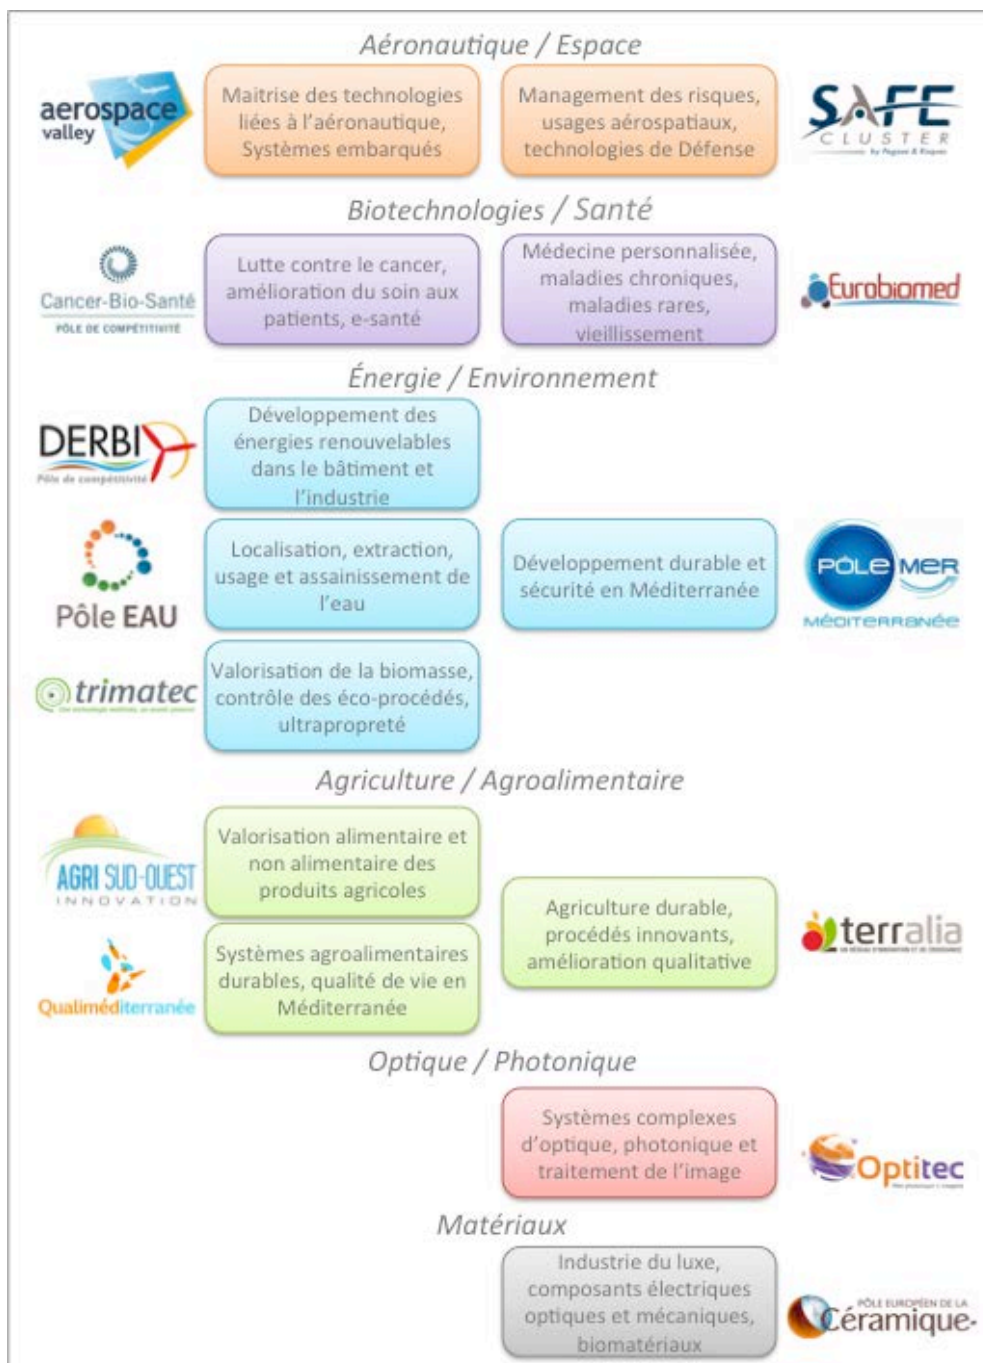 Aéronautique / Espace
aerospace
valley
Maitrise des technologies
liées à l'aéronautique,
Systèmes embarqués
Management des risques,
usages aérospatiaux,
technologies de Défense
SAFE
CLUSTER
by Pegase & Risques
Biotechnologies / Santé
Cancer-Bio-Santé
PÔLE DE COMPÉTITIVITÉ
Lutte contre le cancer,
amélioration du soin aux
patients, e-santé
Médecine personnalisée,
maladies chroniques,
maladies rares,
vieillissement
Eurobiomed
Énergie / Environnement
DERBI
Pôle de compétitivité
Développement des
énergies renouvelables
dans le bâtiment et
l'industrie
Pôle EAU
Localisation, extraction,
usage et assainissement de
l'eau
Développement durable et
sécurité en Méditerranée
PÔLE MER
MÉDITERRANÉE
trimatec
Valorisation de la biomasse,
contrôle des éco-procédés,
ultrapropreté
Agriculture / Agroalimentaire
AGRI SUD-OUEST
INNOVATION
Valorisation alimentaire et
non alimentaire des
produits agricoles
Qualiméditerranée
Systèmes agroalimentaires
durables, qualité de vie en
Méditerranée
Agriculture durable,
procédés innovants,
amélioration qualitative
terralia
Optique / Photonique
Systèmes complexes
d'optique, photonique et
traitement de l'image
Optitec
Matériaux
Industrie du luxe,
composants électriques
optiques et mécaniques,
biomatériaux
PÔLE EUROPÉEN DE LA
Céramique